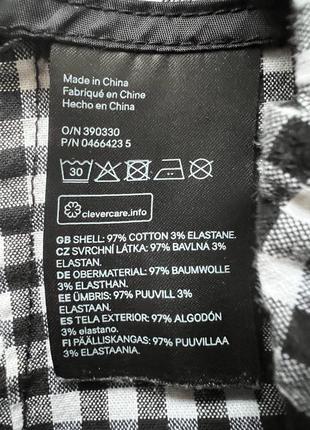 Made in China
Fabriqué en Chine
Hecho en China
O/N 390330
P/N 0466423 5
30
clevercare.info
GB SHELL: 97% COTTON 3% ELASTANE.
CZ SVRCHNÍ LÁTKA: 97% BAVLNA 3%
ELASTAN.
DE OBERMATERIAL: 97% BAUMWOLLE
3% ELASTHAN.
EE ÜMBRIS: 97% PUUVILL 3%
ELASTAAN.
ES TELA EXTERIOR: 97% ALGODÓN
3% elastano.
FI PÄÄLLISKANGAS: 97% PUUVILLAA
3% ELASTAANIA.